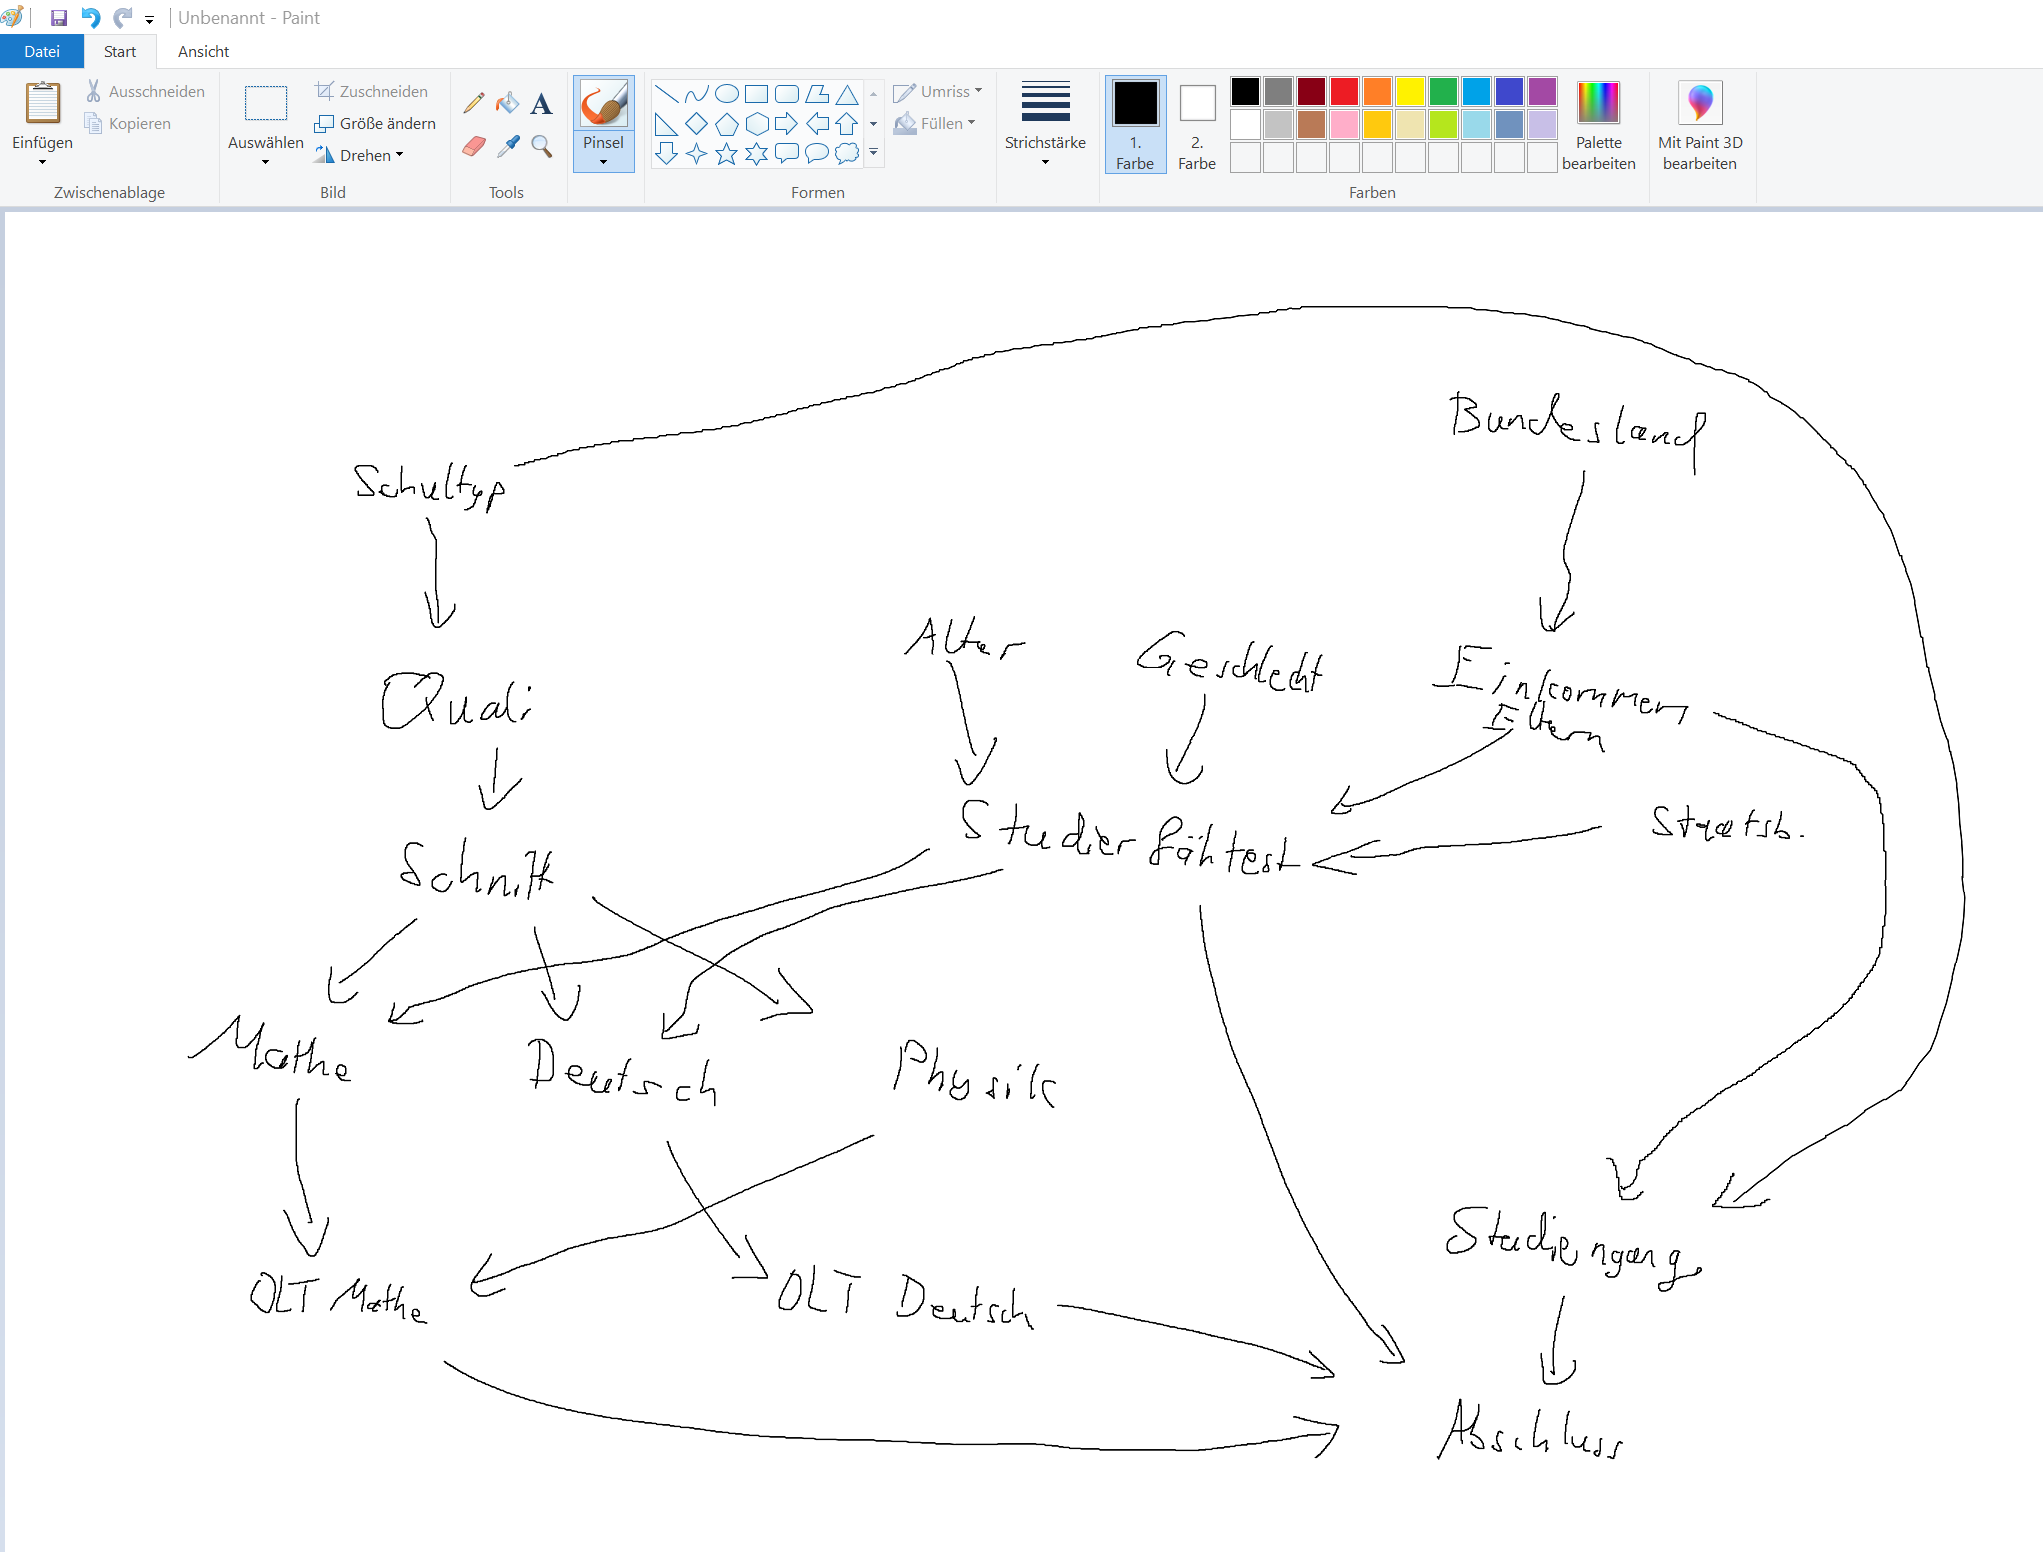 Unbenannt - Paint
Datei Start Ansicht
Einfügen
Ausschneiden
Kopieren
Zwischenablage
Auswählen
Zuschneiden
Größe ändern
Drehen
Bild
Tools
Pinsel
Formen
Umriss
Füllen
Strichstärke
1.
Farbe
2.
Farbe
Farben
Palette
bearbeiten
Mit Paint 3D
bearbeiten
Bundesland
Schultyp
Alter
Geschlecht
Einkommen
Eltern
Quali
Studierfähtest
Staatsb.
Schnitt
Mathe
Deutsch
Physik
Studiengang
OLT Mathe
OLT Deutsch
Abschluss